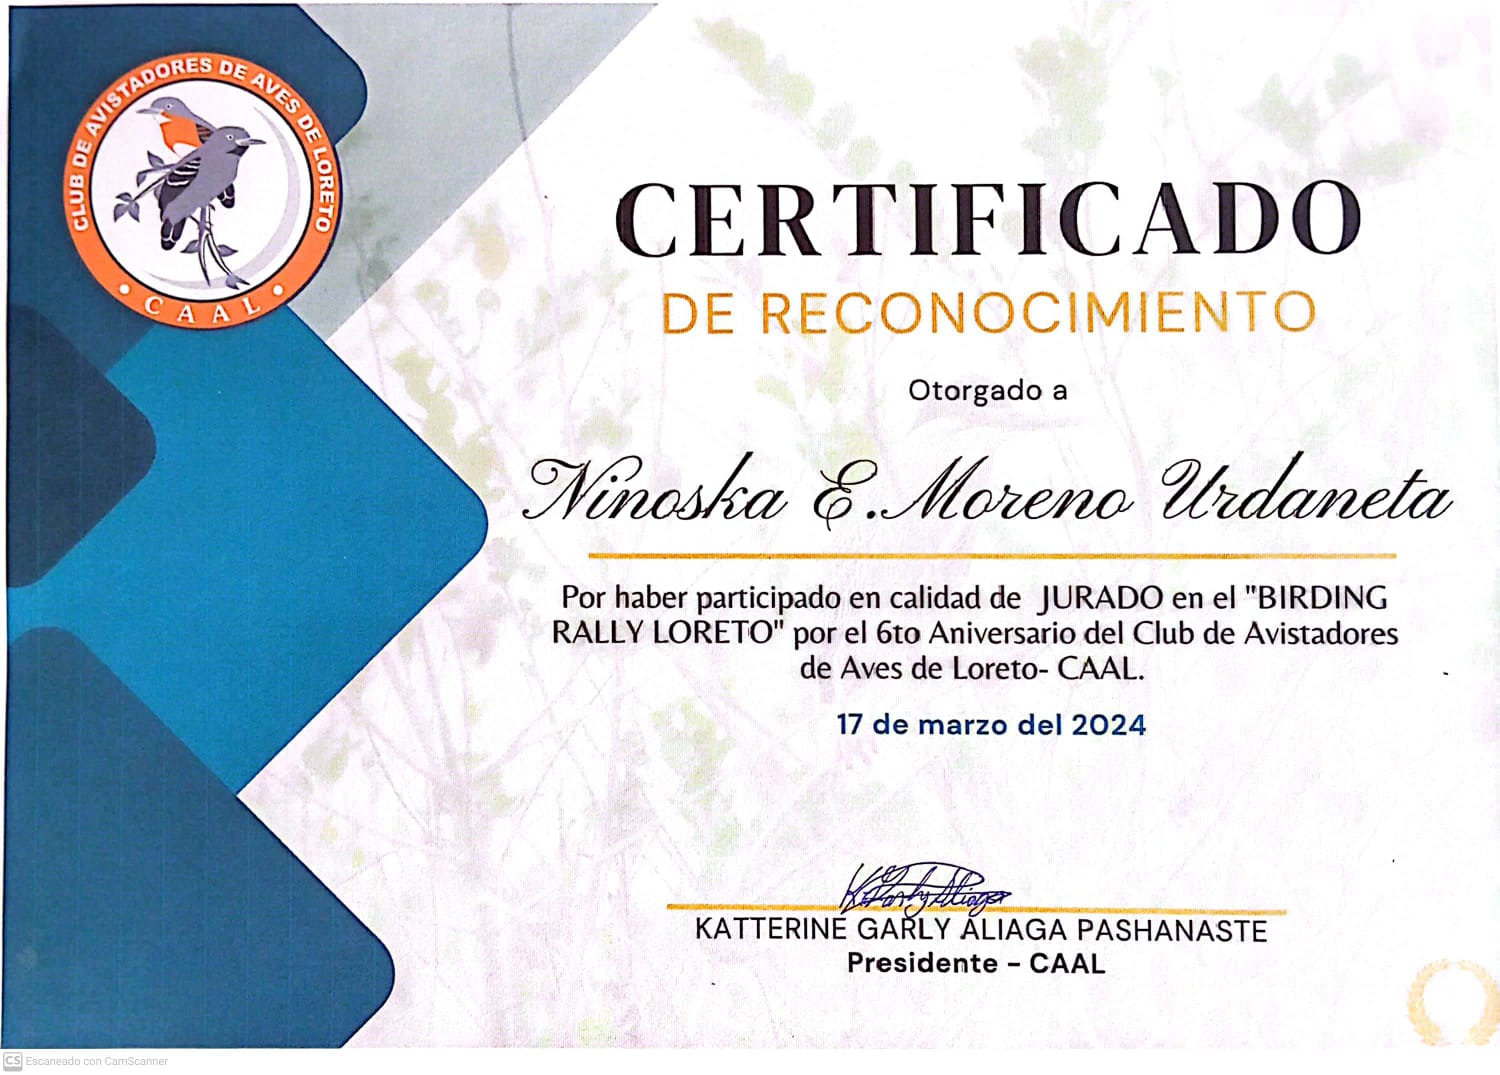 CLUB DE AVISTADORES DE AVES DE LORETO
• CAAL •
CERTIFICADO
DE RECONOCIMIENTO
Otorgado a
Ninoska E. Moreno Urdaneta
Por haber participado en calidad de JURADO en el "BIRDING
RALLY LORETO" por el 6to Aniversario del Club de Avistadores
de Aves de Loreto- CAAL.
17 de marzo del 2024
KATTERINE GARLY ALIAGA PASHANASTE
Presidente - CAAL
CS Escaneado con CamScanner